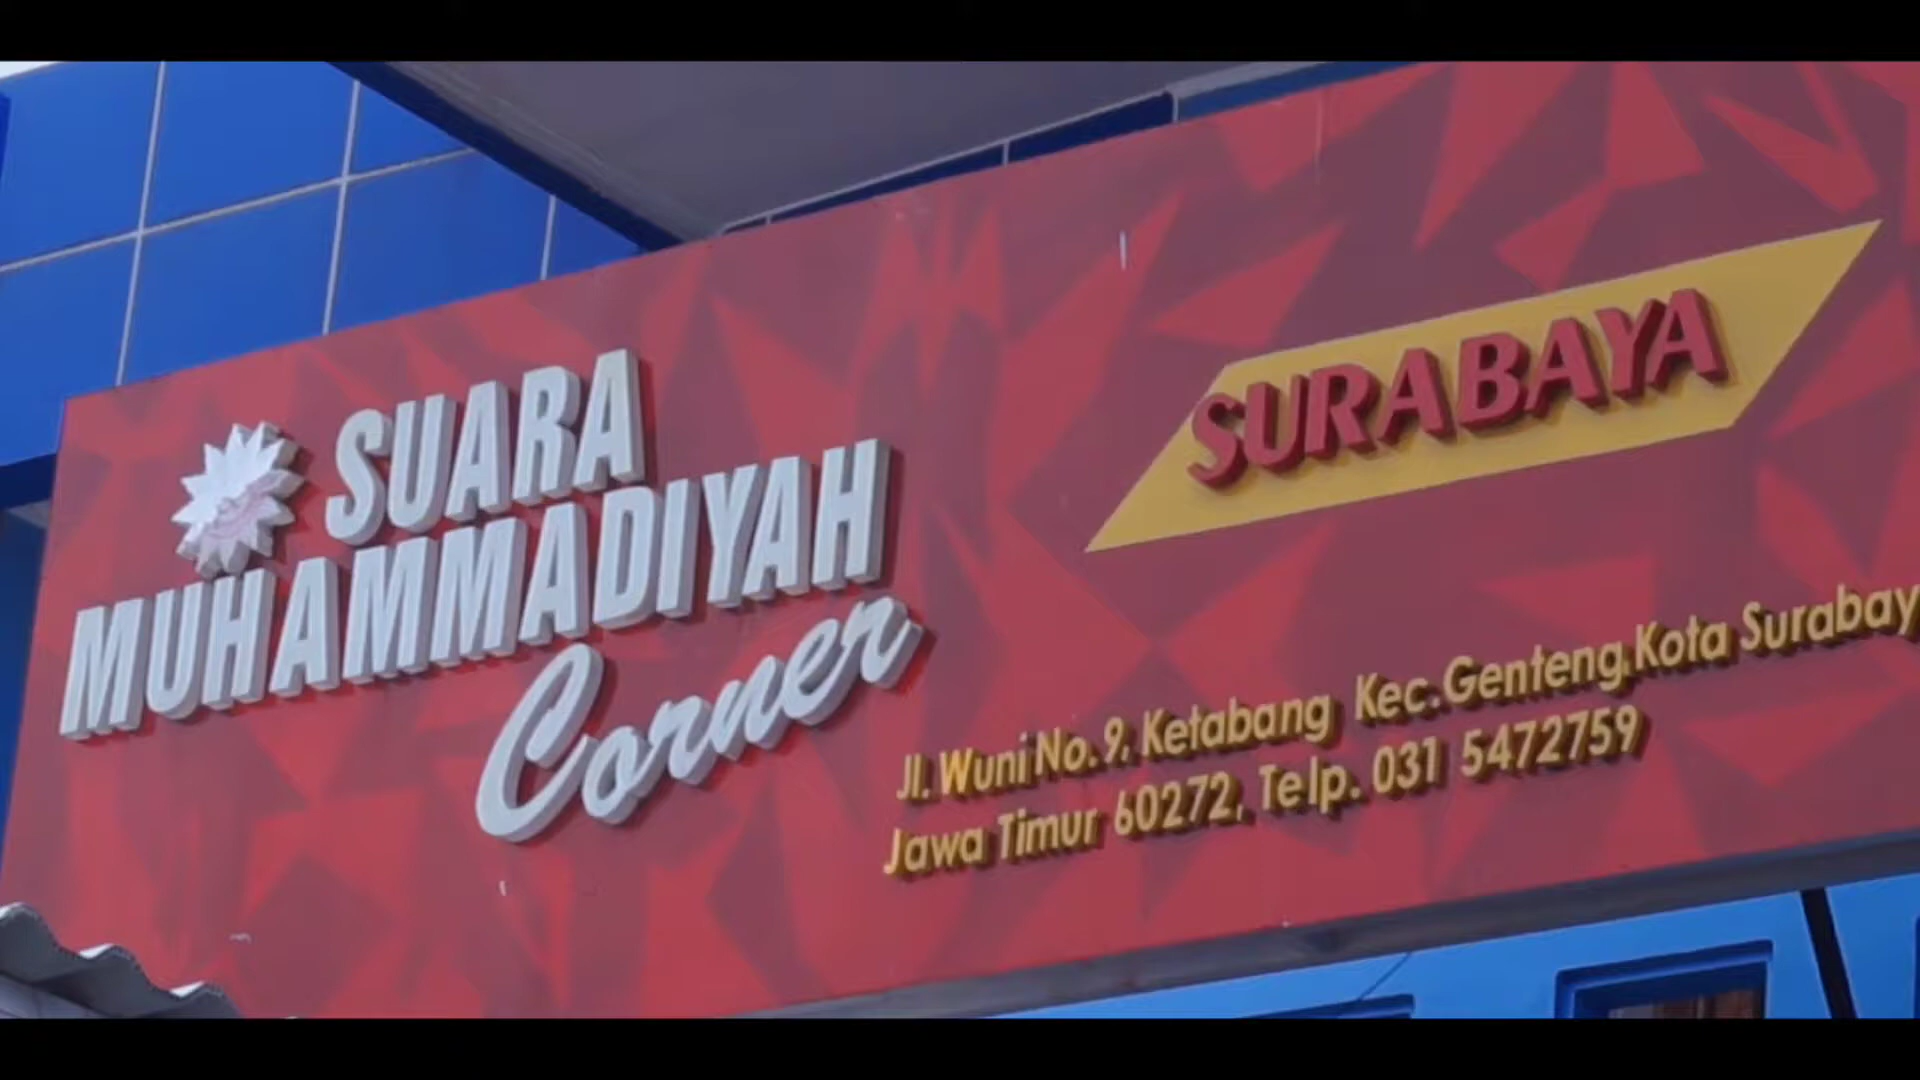 SUARA
MUHAMMADIYAH
Corner
SURABAYA
Jl. Wuni No. 9, Ketabang Kec. Genteng, Kota Surabay
Jawa Timur 60272, Telp. 031 5472759